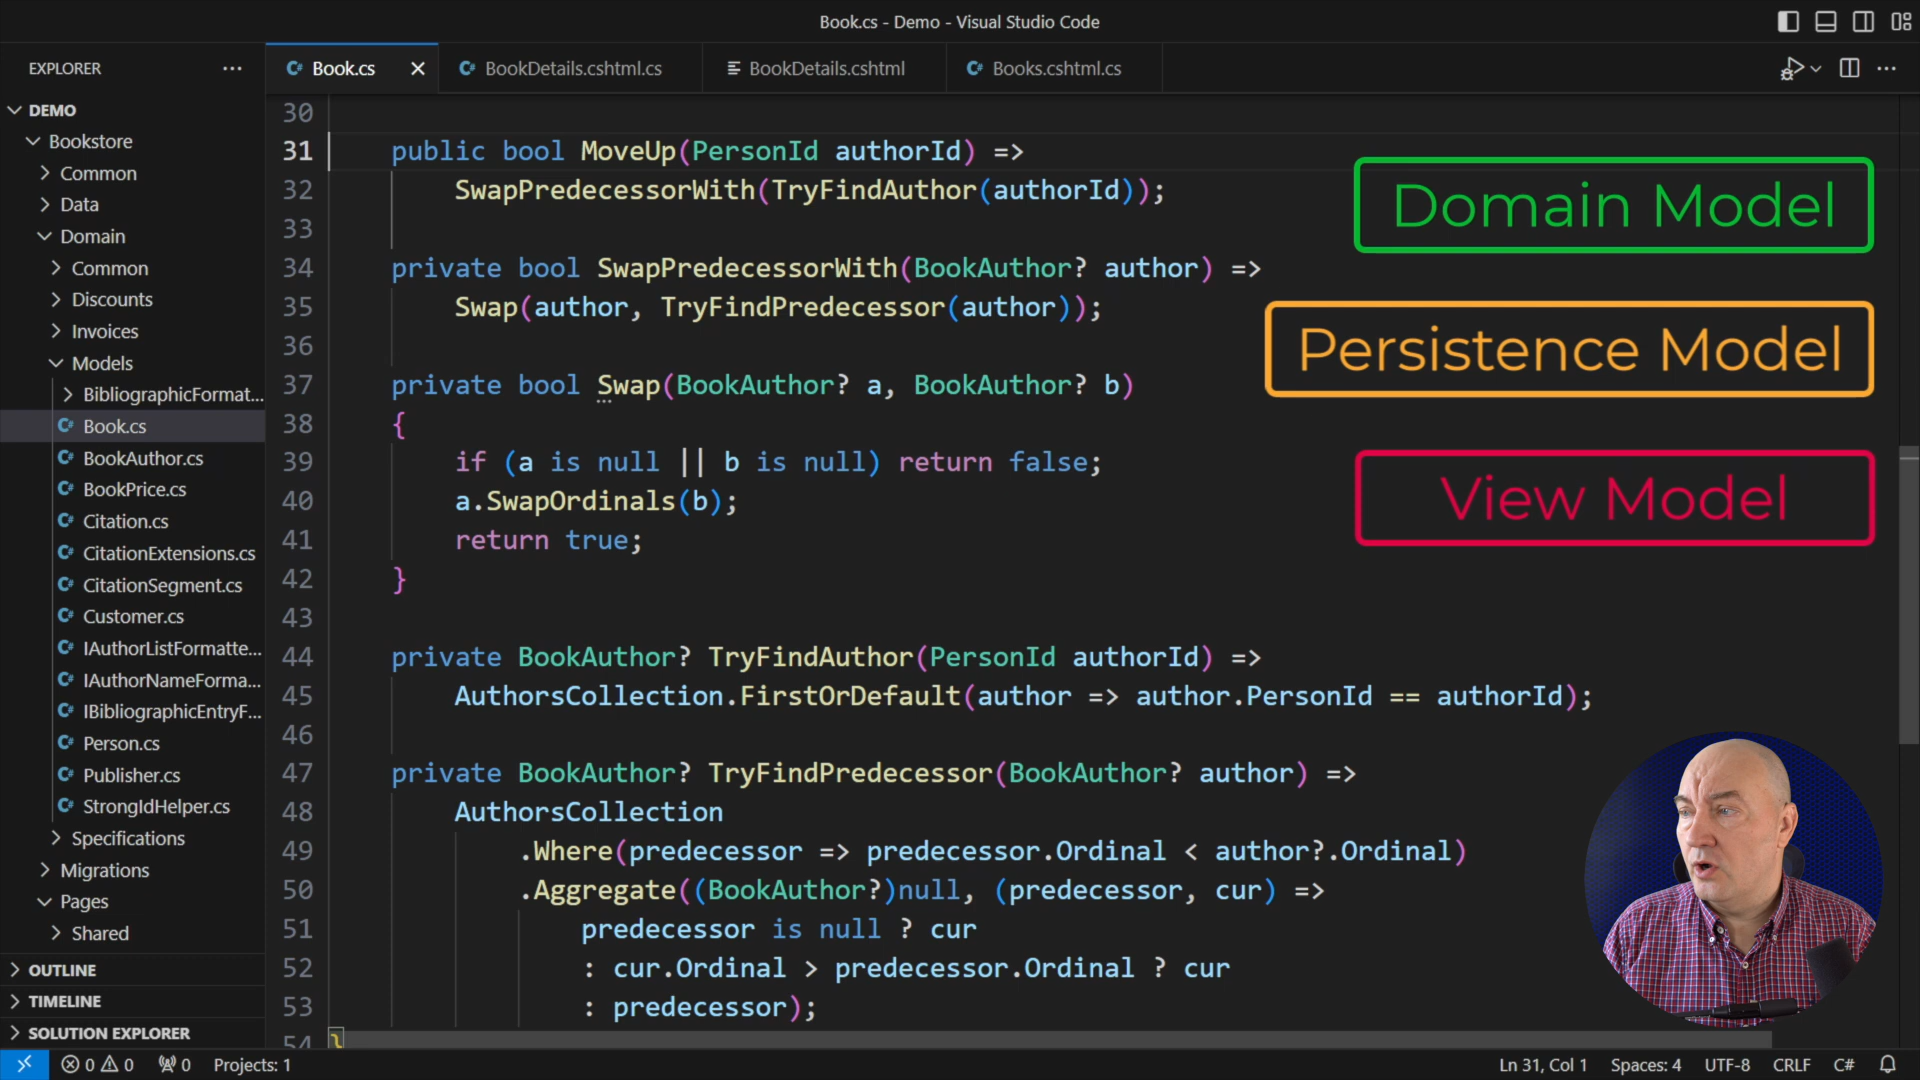 Book.cs - Demo - Visual Studio Code
EXPLORER
Book.cs
BookDetails.cshtml.cs
BookDetails.cshtml
Books.cshtml.cs
DEMO
Bookstore
Common
Data
Domain
Common
Discounts
Invoices
Models
BibliographicFormat...
Book.cs
BookAuthor.cs
BookPrice.cs
Citation.cs
CitationExtensions.cs
CitationSegment.cs
Customer.cs
IAuthorListFormatte...
IAuthorNameForma...
IBibliographicEntryF...
Person.cs
Publisher.cs
StrongIdHelper.cs
Specifications
Migrations
Pages
Shared
OUTLINE
TIMELINE
SOLUTION EXPLORER
30
31 public bool MoveUp(PersonId authorId) =>
32 SwapPredecessorWith(TryFindAuthor(authorId));
33
34 private bool SwapPredecessorWith(BookAuthor? author) =>
35 Swap(author, TryFindPredecessor(author));
36
37 private bool Swap(BookAuthor? a, BookAuthor? b)
38 {
39 if (a is null || b is null) return false;
40 a.SwapOrdinals(b);
41 return true;
42 }
43
44 private BookAuthor? TryFindAuthor(PersonId authorId) =>
45 AuthorsCollection.FirstOrDefault(author => author.PersonId == authorId);
46
47 private BookAuthor? TryFindPredecessor(BookAuthor? author) =>
48 AuthorsCollection
49 .Where(predecessor => predecessor.Ordinal < author?.Ordinal)
50 .Aggregate((BookAuthor?)null, (predecessor, cur) =>
51 predecessor is null ? cur
52 : cur.Ordinal > predecessor.Ordinal ? cur
53 : predecessor);
54 }
Domain Model
Persistence Model
View Model
0 0 0 Projects: 1
Ln 31, Col 1 Spaces: 4 UTF-8 CRLF C#